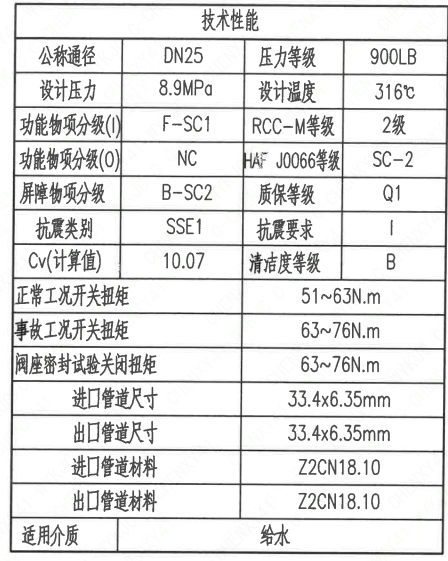 技术性能
公称通径 DN25 压力等级 900LB
设计压力 8.9MPa 设计温度 316℃
功能物项分级(I) F-SC1 RCC-M等级 2级
功能物项分级(O) NC HAF J0066等级 SC-2
屏障物项分级 B-SC2 质保等级 Q1
抗震类别 SSE1 抗震要求 I
Cv(计算值) 10.07 清洁度等级 B
正常工况开关扭矩 51~63N.m
事故工况开关扭矩 63~76N.m
阀座密封试验关闭扭矩 63~76N.m
进口管道尺寸 33.4x6.35mm
出口管道尺寸 33.4x6.35mm
进口管道材料 Z2CN18.10
出口管道材料 Z2CN18.10
适用介质 给水